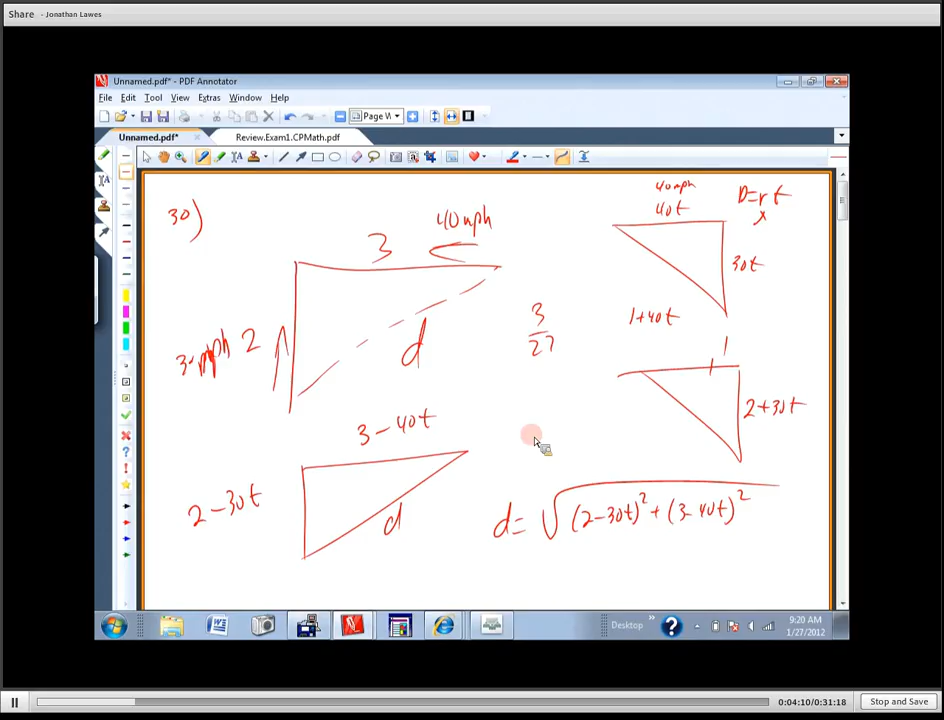 Share - Jonathan Lawes
Unnamed.pdf* - PDF Annotator
File Edit Tool View Extras Window Help
Page W
Unnamed.pdf* Review.Exam1.CPMath.pdf
30)
3
40mph
2
d
3
27
40mph
40t
D=rt
30t
1+40t
1
2+30t
3-40t
2-30t
d
d= √(2-30t)² + (3-40t)²
Desktop
9:20 AM
1/27/2012
0:04:10/0:31:18
Stop and Save